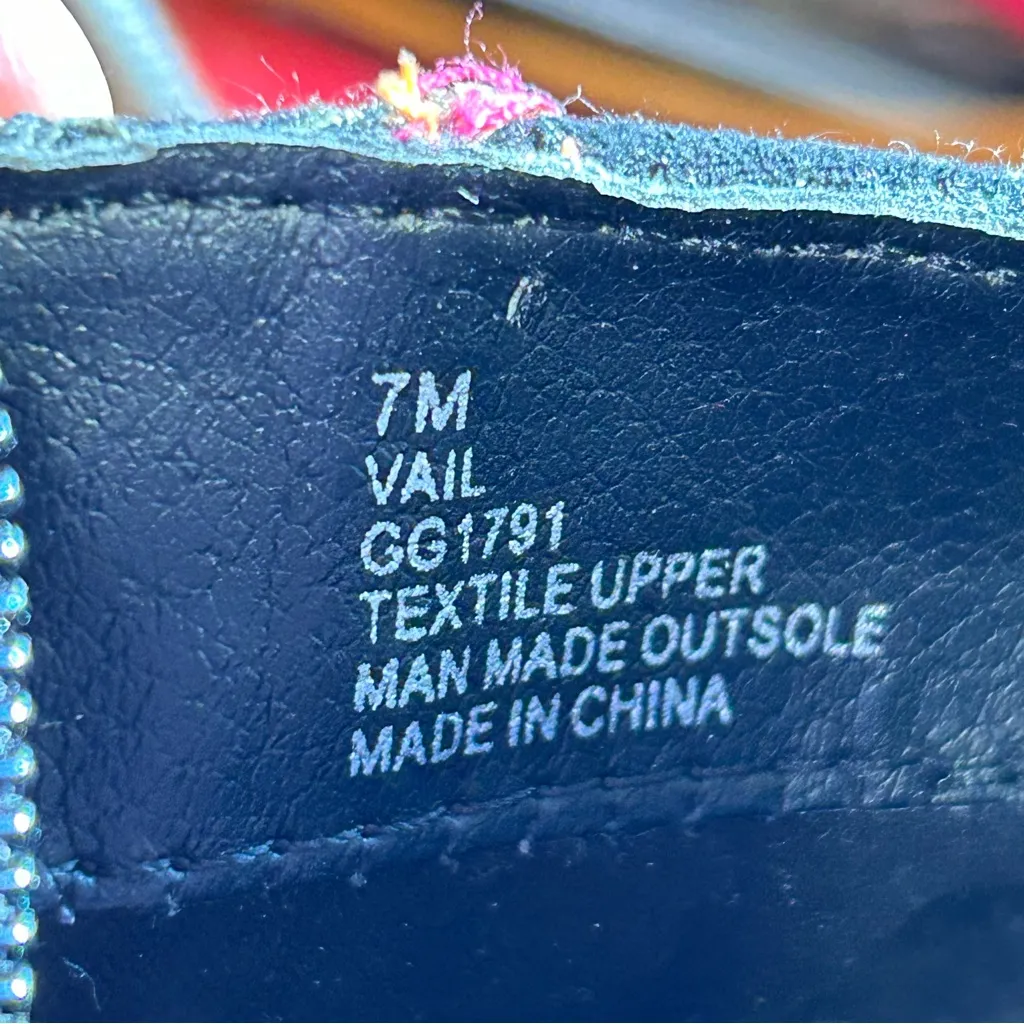 7M
VAIL
GG1791
TEXTILE UPPER
MAN MADE OUTSOLE
MADE IN CHINA